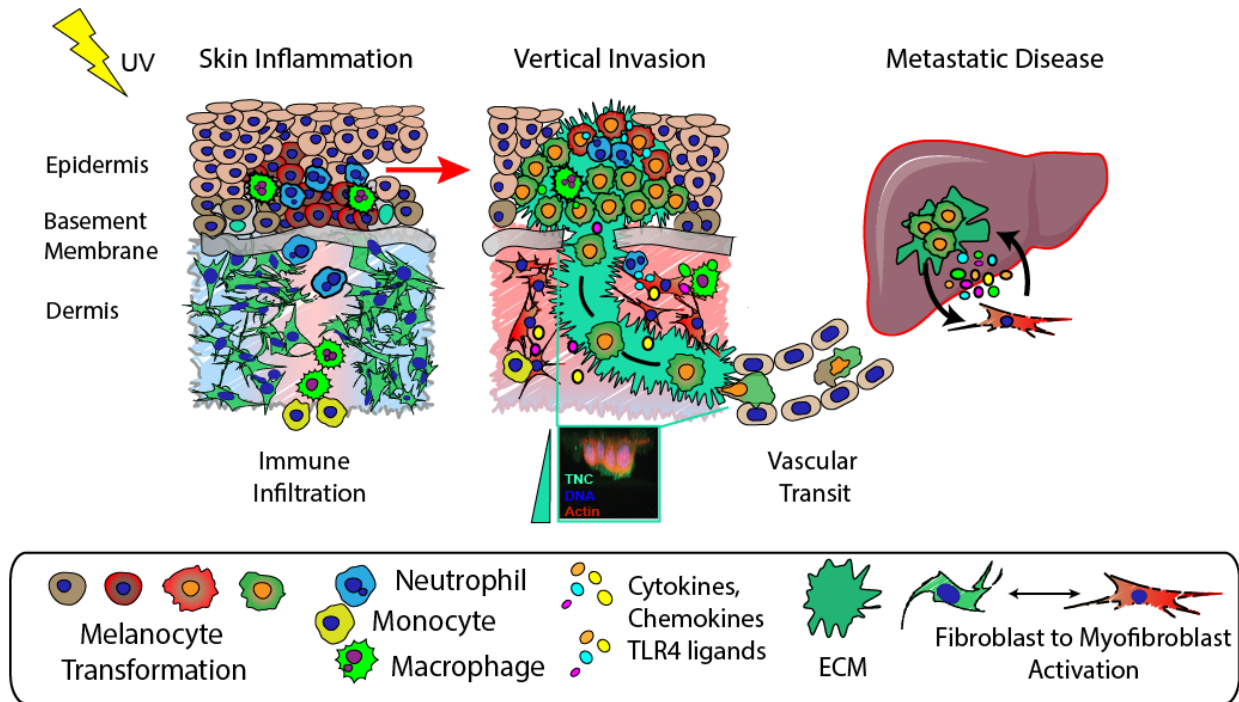 UV
Skin Inflammation
Vertical Invasion
Metastatic Disease
Epidermis
Basement
Membrane
Dermis
Immune
Infiltration
TNC
DNA
Actin
Vascular
Transit
Melanocyte
Transformation
Neutrophil
Monocyte
Macrophage
Cytokines,
Chemokines
TLR4 ligands
ECM
Fibroblast to Myofibroblast
Activation